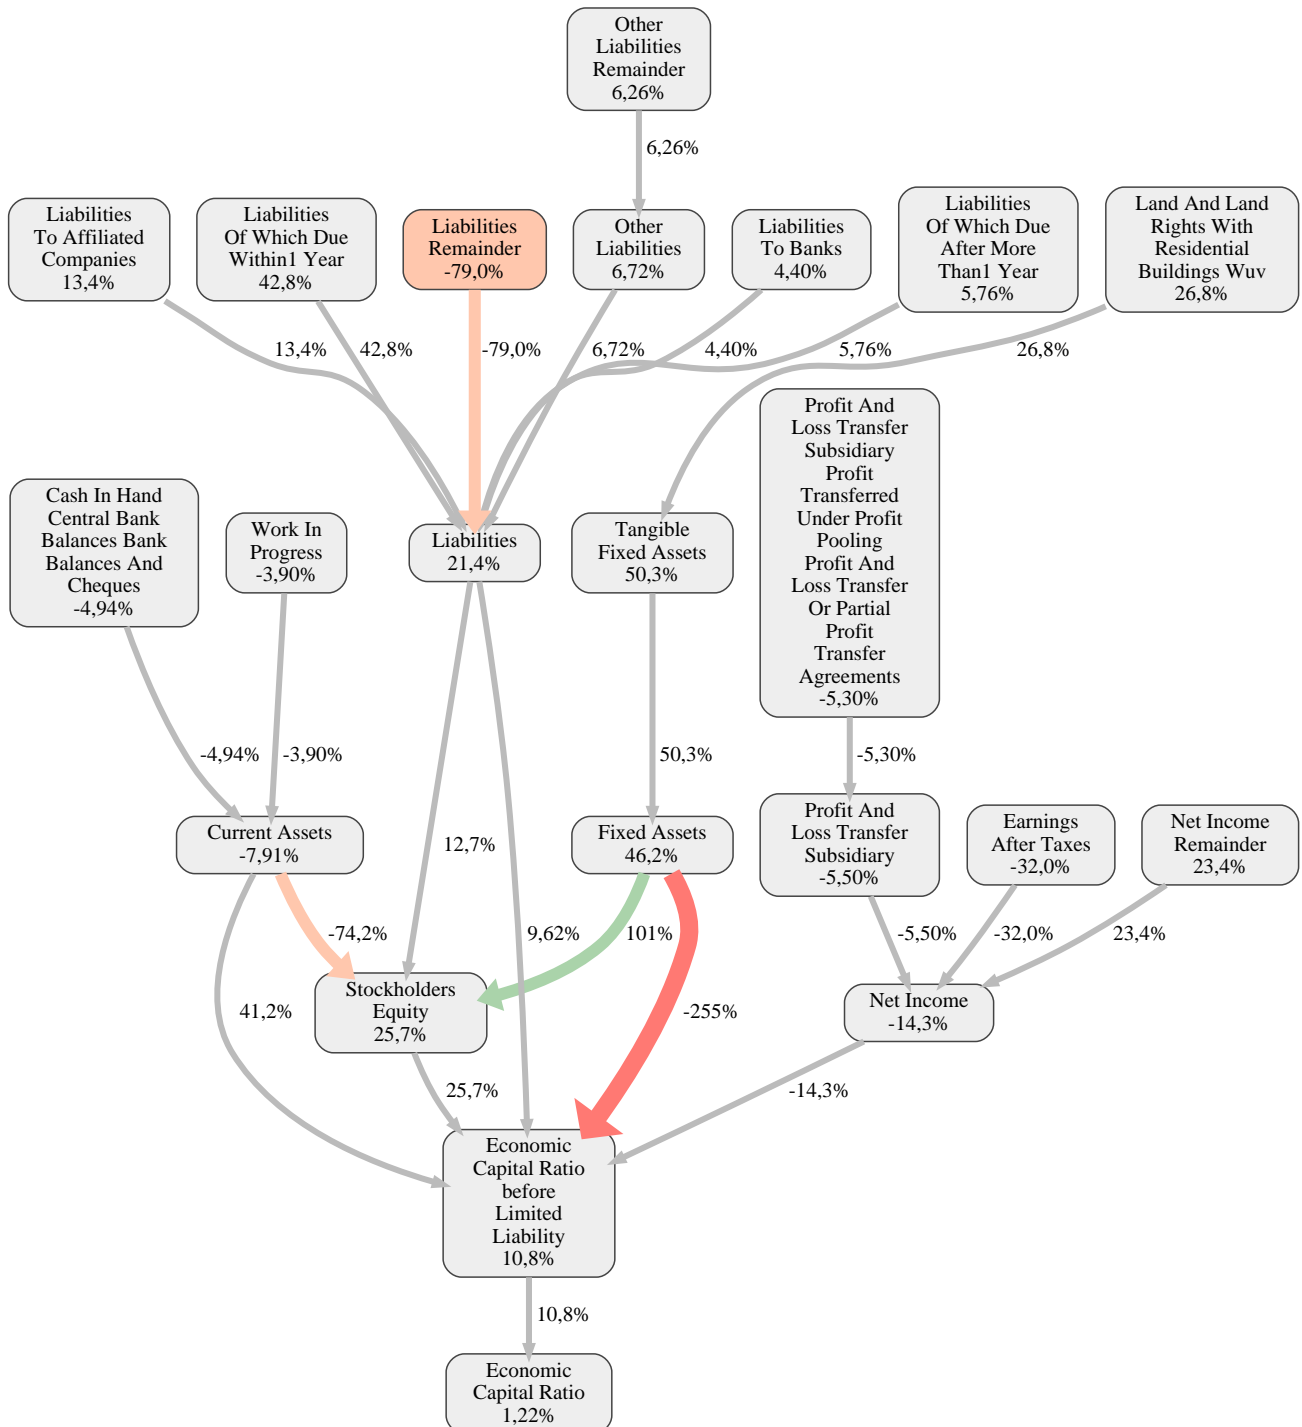 Other
Liabilities
Remainder
6,26%
6,26%
Liabilities
To Affiliated
Companies
13,4%
Liabilities
Of Which Due
Within1 Year
42,8%
Liabilities
Remainder
-79,0%
Other
Liabilities
6,72%
Liabilities
To Banks
4,40%
Liabilities
Of Which Due
After More
Than1 Year
5,76%
Land And Land
Rights With
Residential
Buildings Wuv
26,8%
13,4%
42,8%
-79,0%
6,72%
4,40%
5,76%
26,8%
Cash In Hand
Central Bank
Balances Bank
Balances And
Cheques
-4,94%
Work In
Progress
-3,90%
Liabilities
21,4%
Tangible
Fixed Assets
50,3%
Profit And
Loss Transfer
Subsidiary
Profit
Transferred
Under Profit
Pooling
Profit And
Loss Transfer
Or Partial
Profit
Transfer
Agreements
-5,30%
-4,94%
-3,90%
50,3%
-5,30%
Current Assets
-7,91%
12,7%
Fixed Assets
46,2%
Profit And
Loss Transfer
Subsidiary
-5,50%
Earnings
After Taxes
-32,0%
Net Income
Remainder
23,4%
-74,2%
9,62%
101%
-5,50%
-32,0%
23,4%
41,2%
Stockholders
Equity
25,7%
-255%
Net Income
-14,3%
25,7%
-14,3%
Economic
Capital Ratio
before
Limited
Liability
10,8%
10,8%
Economic
Capital Ratio
1,22%